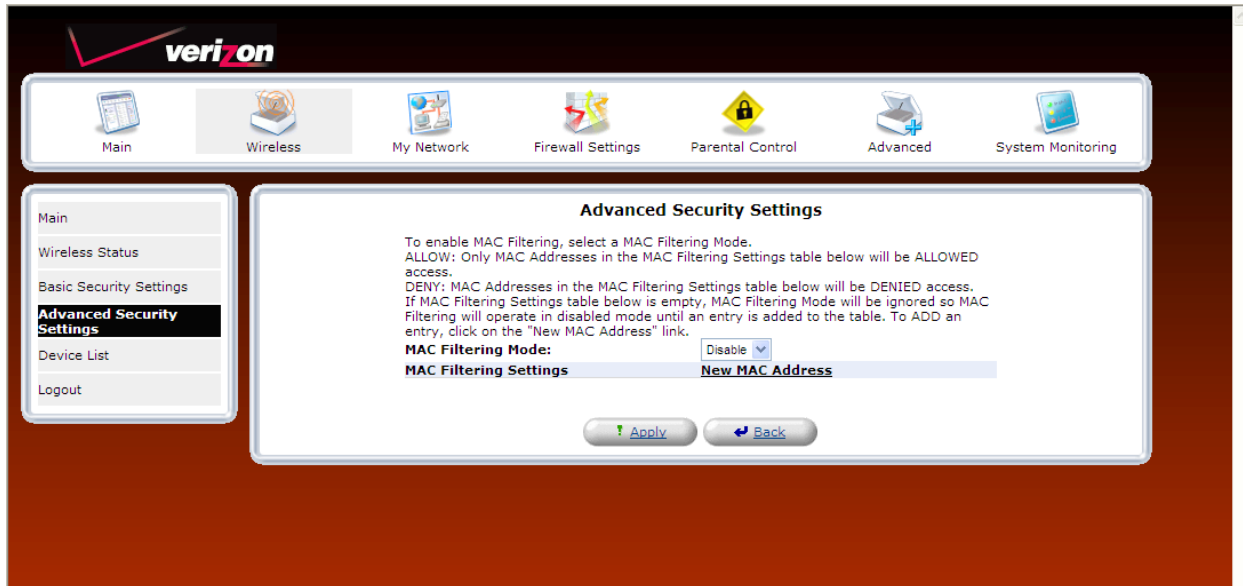 verizon
Main
Wireless
My Network
Firewall Settings
Parental Control
Advanced
System Monitoring
Main
Wireless Status
Basic Security Settings
Advanced Security
Settings
Device List
Logout
Advanced Security Settings
To enable MAC Filtering, select a MAC Filtering Mode.
ALLOW: Only MAC Addresses in the MAC Filtering Settings table below will be ALLOWED
access.
DENY: MAC Addresses in the MAC Filtering Settings table below will be DENIED access.
If MAC Filtering Settings table below is empty, MAC Filtering Mode will be ignored so MAC
Filtering will operate in disabled mode until an entry is added to the table. To ADD an
entry, click on the "New MAC Address" link.
MAC Filtering Mode: Disable
MAC Filtering Settings New MAC Address
Apply
Back